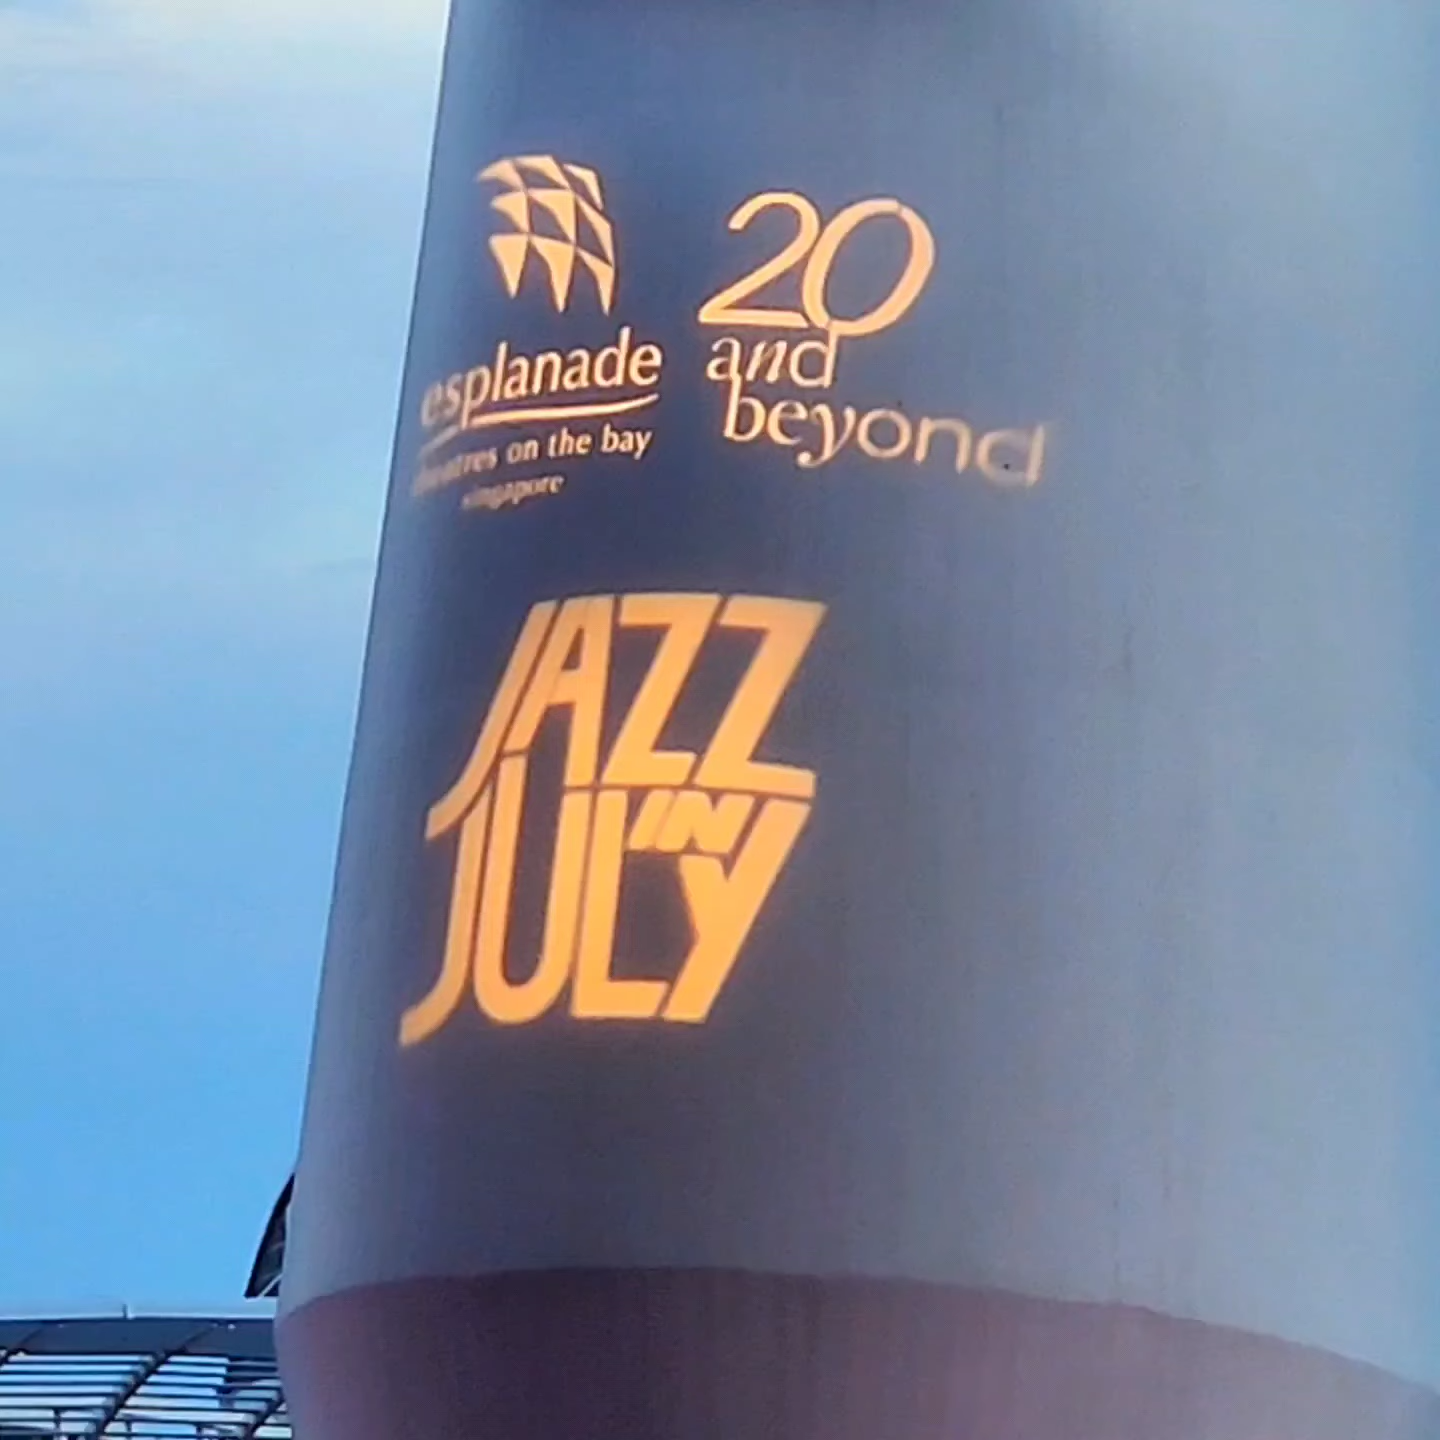 esplanade
theatres on the bay
singapore
20
and
beyond
JAZZ
IN
JULY